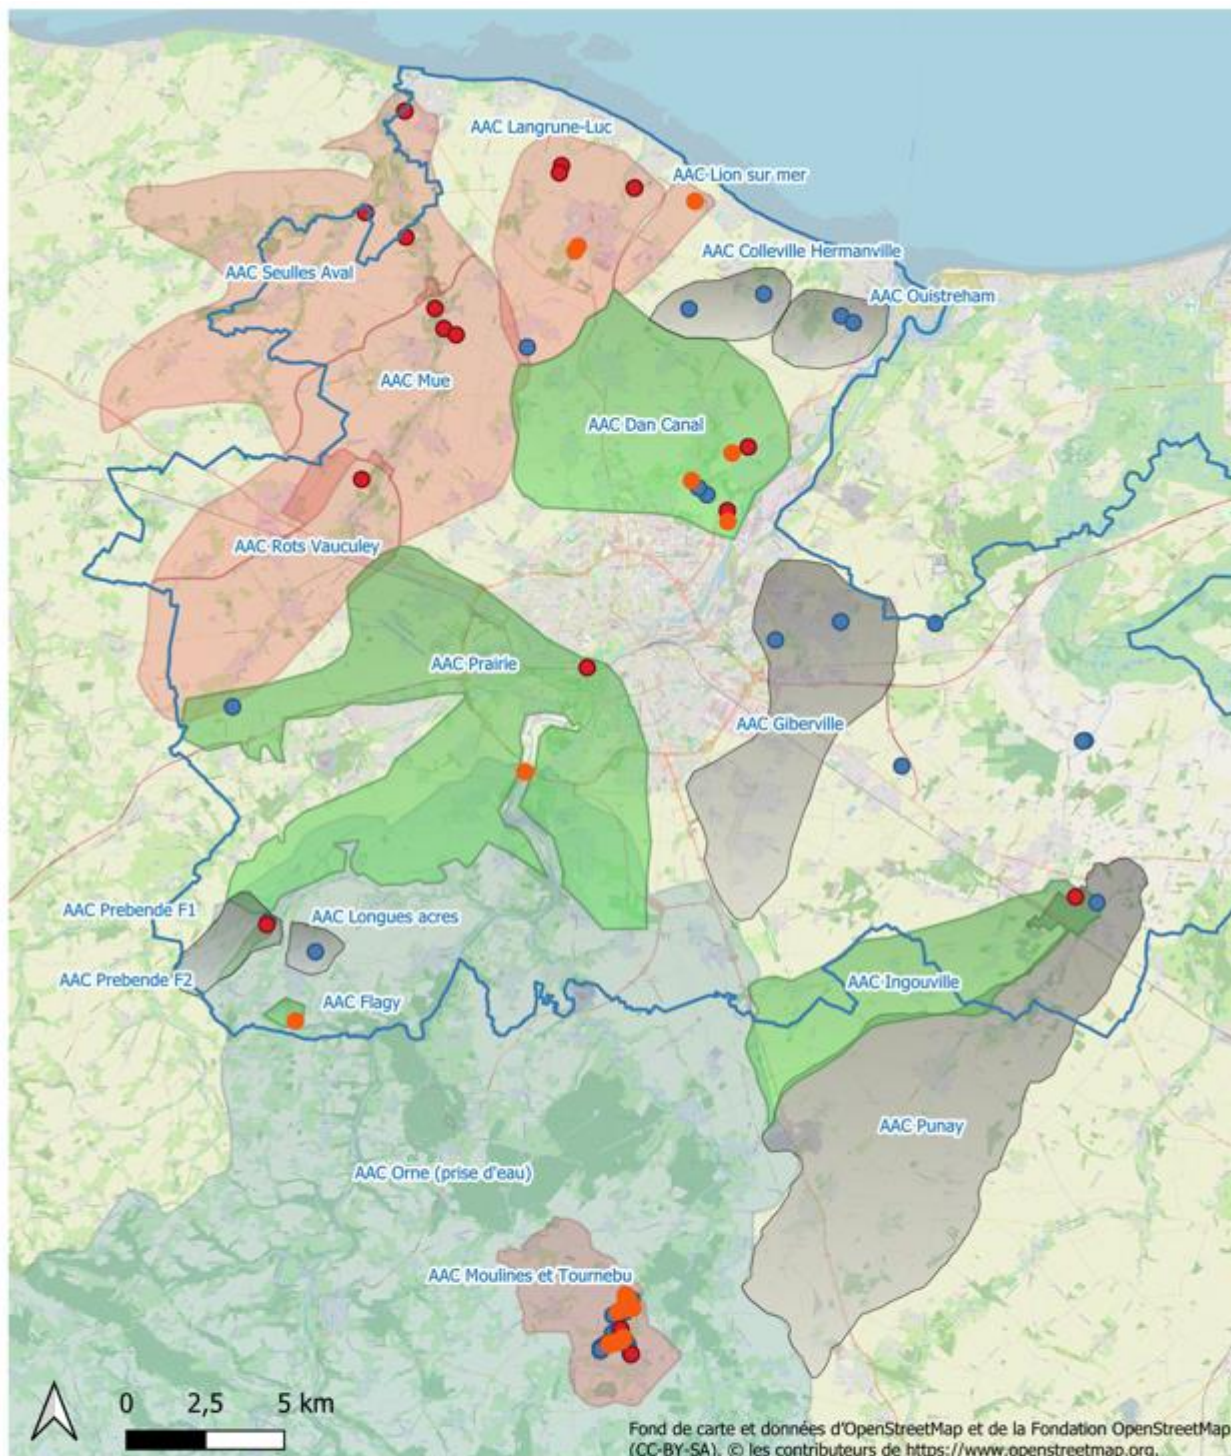 AAC Langrune-Luc
AAC Lion sur mer
AAC Colleville Hermanville
AAC Seulles Aval
AAC Ouistreham
AAC Mue
AAC Dan Canal
AAC Rots Vauculey
AAC Prairie
AAC Giberville
AAC Prebende F1
AAC Longues acres
AAC Prebende F2
AAC Ingouville
AAC Flagy
AAC Punay
AAC Orne (prise d'eau)
AAC Moulines et Tournebu
0 2,5 5 km
Fond de carte et données d'OpenStreetMap et de la Fondation OpenStreetMap
(CC-BY-SA). © les contributeurs de https://www.openstreetmap.org